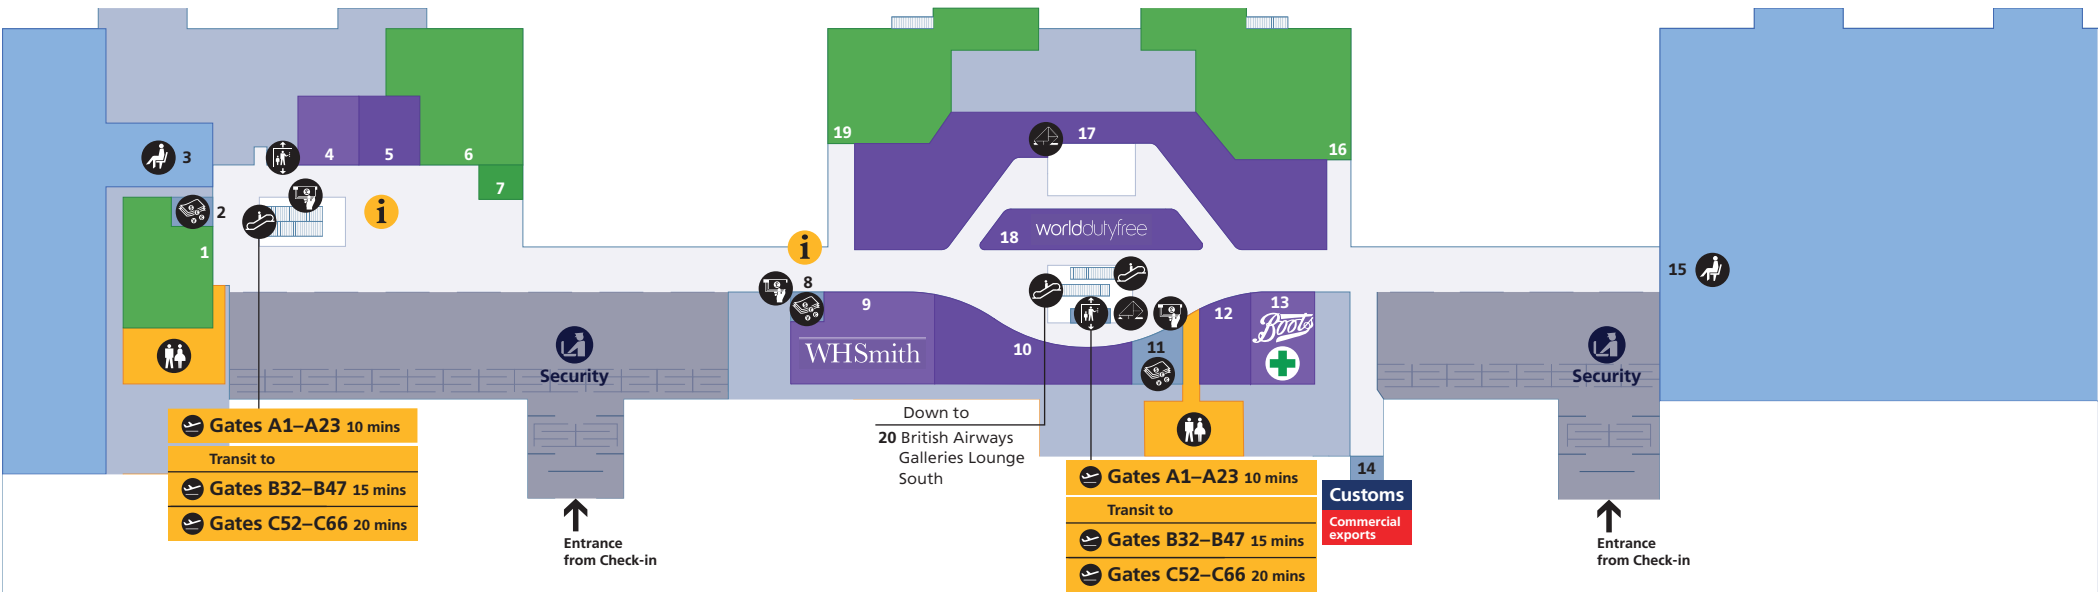 19
17
16
3
4
5
6
7
2
i
1
18 worlddutyfree
i
15
8
9
WHSmith
10
11
12
13
Boots
Security
Security
Gates A1–A23 10 mins
Transit to
Gates B32–B47 15 mins
Gates C52–C66 20 mins
Down to
20 British Airways
Galleries Lounge
South
Gates A1–A23 10 mins
Transit to
Gates B32–B47 15 mins
Gates C52–C66 20 mins
14
Customs
Commercial
exports
Entrance
from Check-in
Entrance
from Check-in